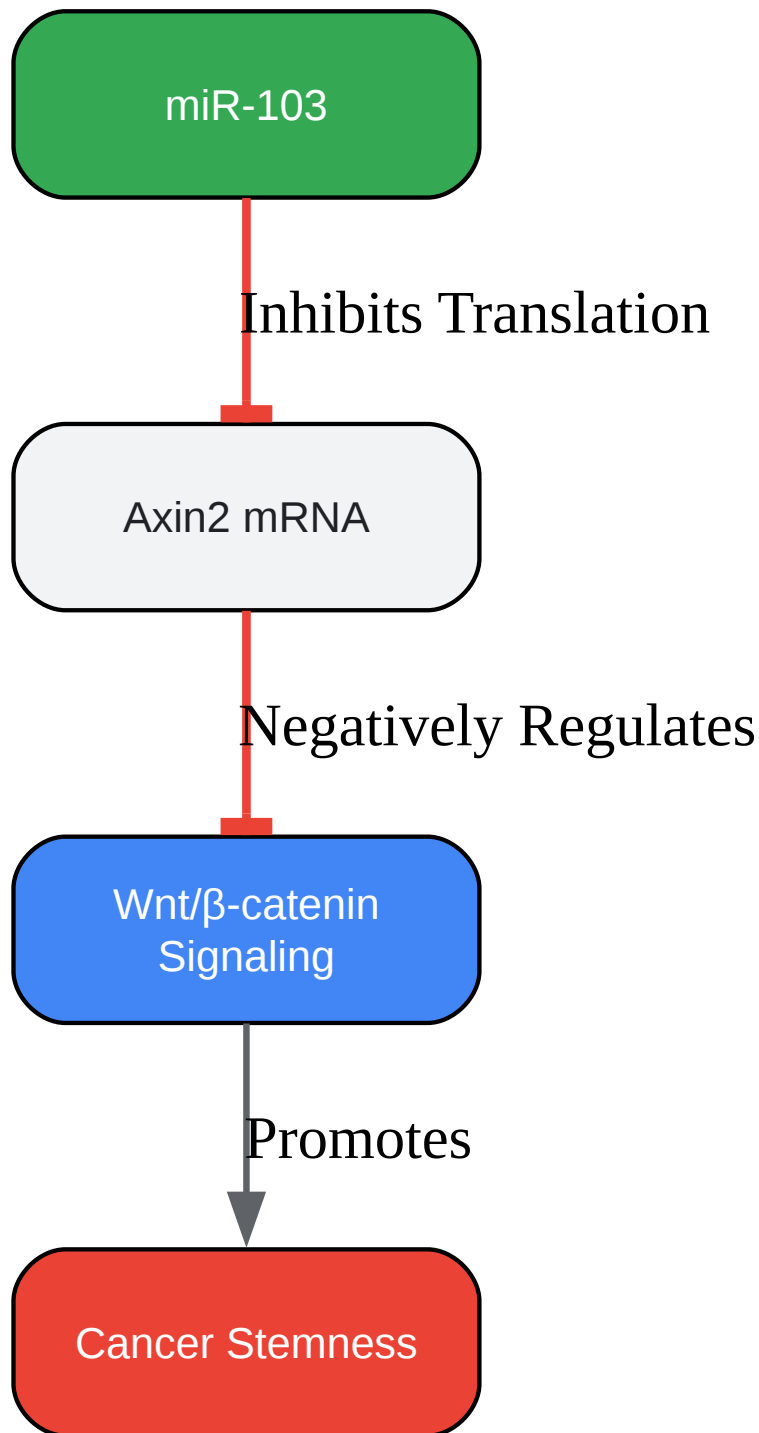 miR-103
Inhibits Translation
Axin2 mRNA
Negatively Regulates
Wnt/β-catenin
Signaling
Promotes
Cancer Stemness